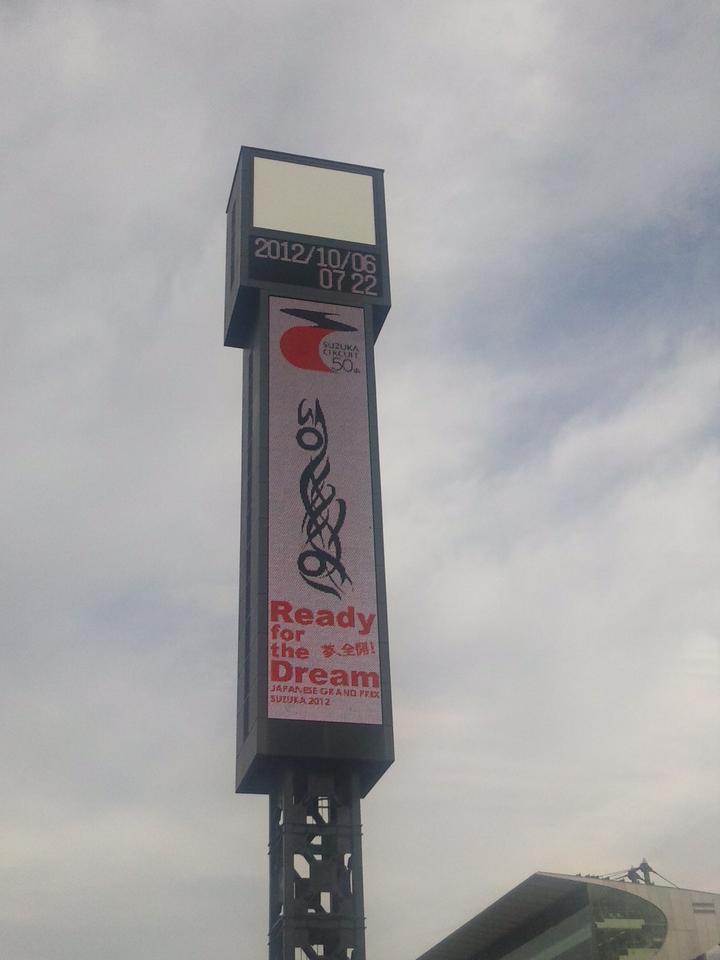 2012/10/06
07 22
SUZUKA
CIRCUIT
50th
50
Ready
for
the 夢、全開!
Dream
JAPANESE GRAND PRIX
SUZUKA 2012